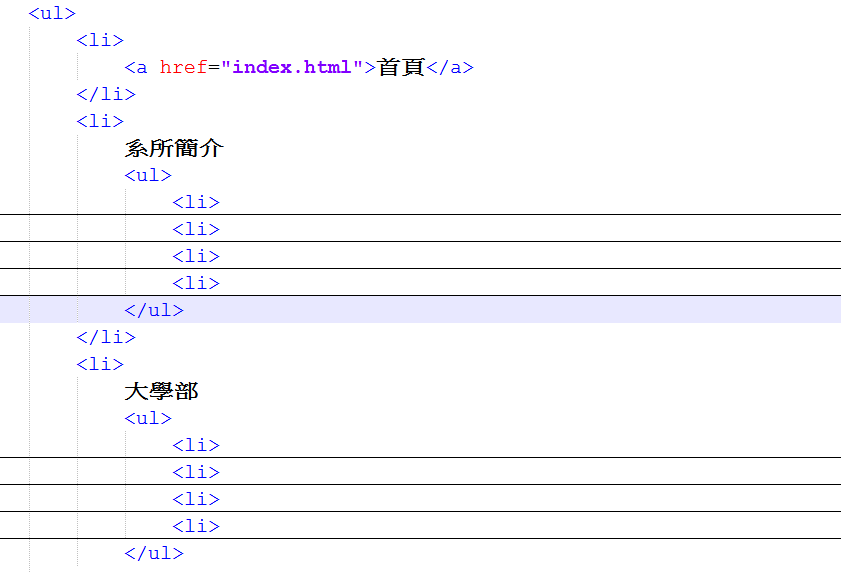 <ul>
<li>
<a href="index.html">首頁</a>
</li>
<li>
系所簡介
<ul>
<li>
<li>
<li>
<li>
</ul>
</li>
<li>
大學部
<ul>
<li>
<li>
<li>
<li>
</ul>